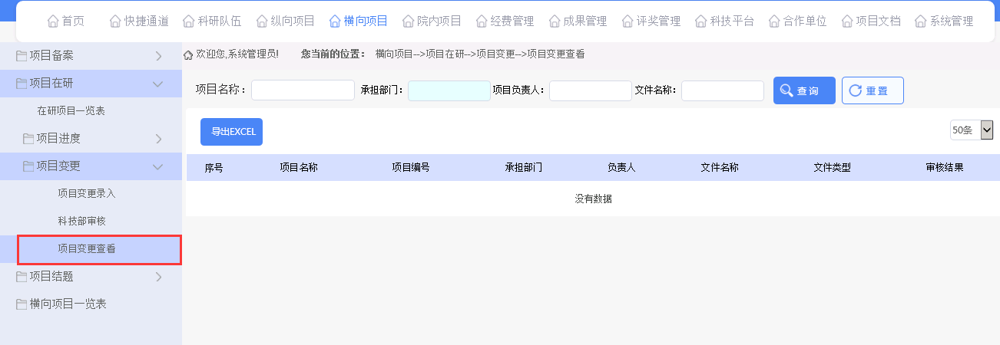 首页 快捷通道 科研队伍 纵向项目 横向项目 院内项目 经费管理 成果管理 评奖管理 科技平台 合作单位 项目文档 系统管理
项目备案
项目在研
在研项目一览表
项目进度
项目变更
项目变更录入
科技部审核
项目变更查看
项目结题
横向项目一览表
欢迎您,系统管理员! 您当前的位置： 横向项目-->项目在研-->项目变更-->项目变更查看
项目名称： 承担部门： 项目负责人： 文件名称： 查询 重置
导出EXCEL 50条
序号 项目名称 项目编号 承担部门 负责人 文件名称 文件类型 审核结果
没有数据